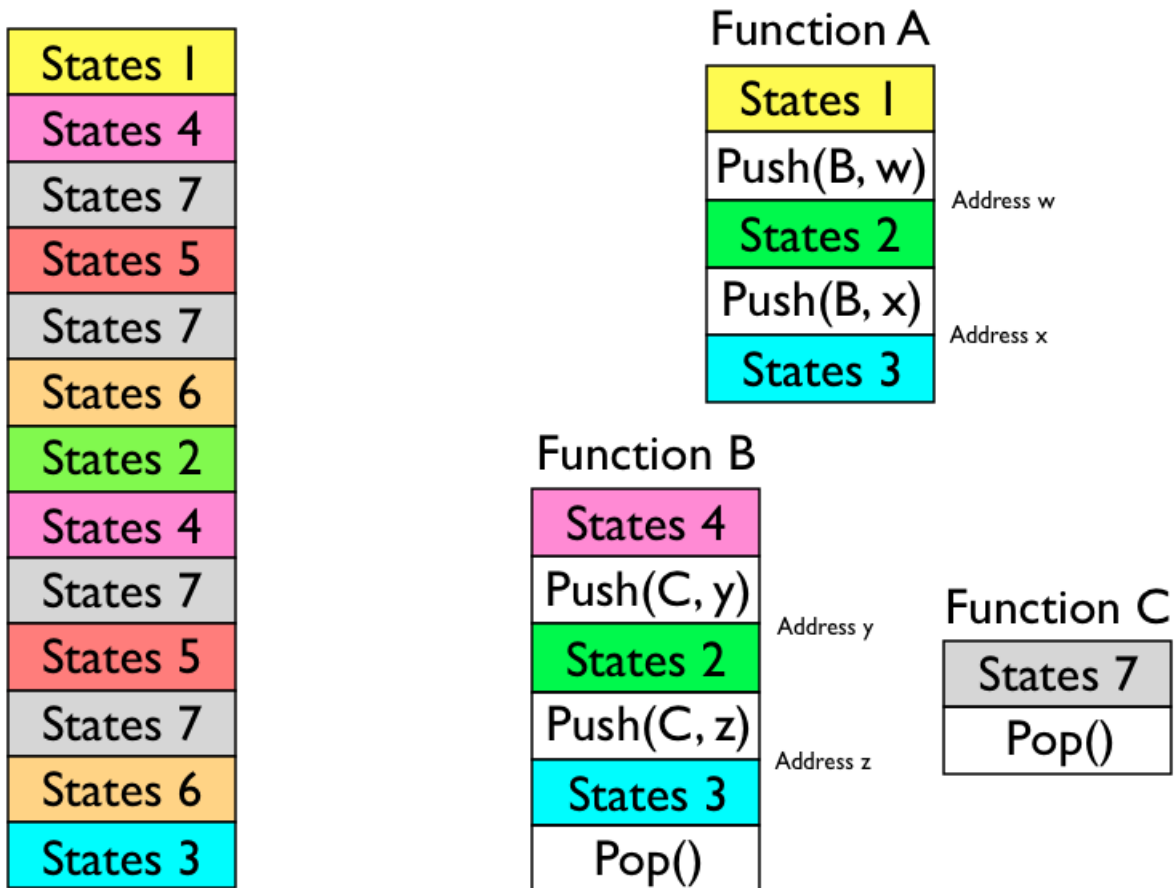 States 1
States 4
States 7
States 5
States 7
States 6
States 2
States 4
States 7
States 5
States 7
States 6
States 3
Function A
States 1
Push(B, w)
Address w
States 2
Push(B, x)
Address x
States 3
Function B
States 4
Push(C, y)
Address y
States 2
Push(C, z)
Address z
States 3
Pop()
Function C
States 7
Pop()